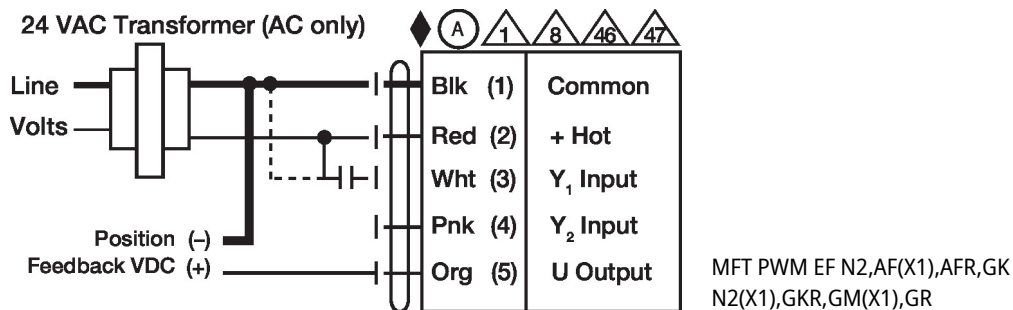 24 VAC Transformer (AC only)
A 1 8 46 47
Line
Volts
Blk (1) Common
Red (2) + Hot
Wht (3) Y1 Input
Pnk (4) Y2 Input
Org (5) U Output
Position (–)
Feedback VDC (+)
MFT PWM EF N2,AF(X1),AFR,GK
N2(X1),GKR,GM(X1),GR